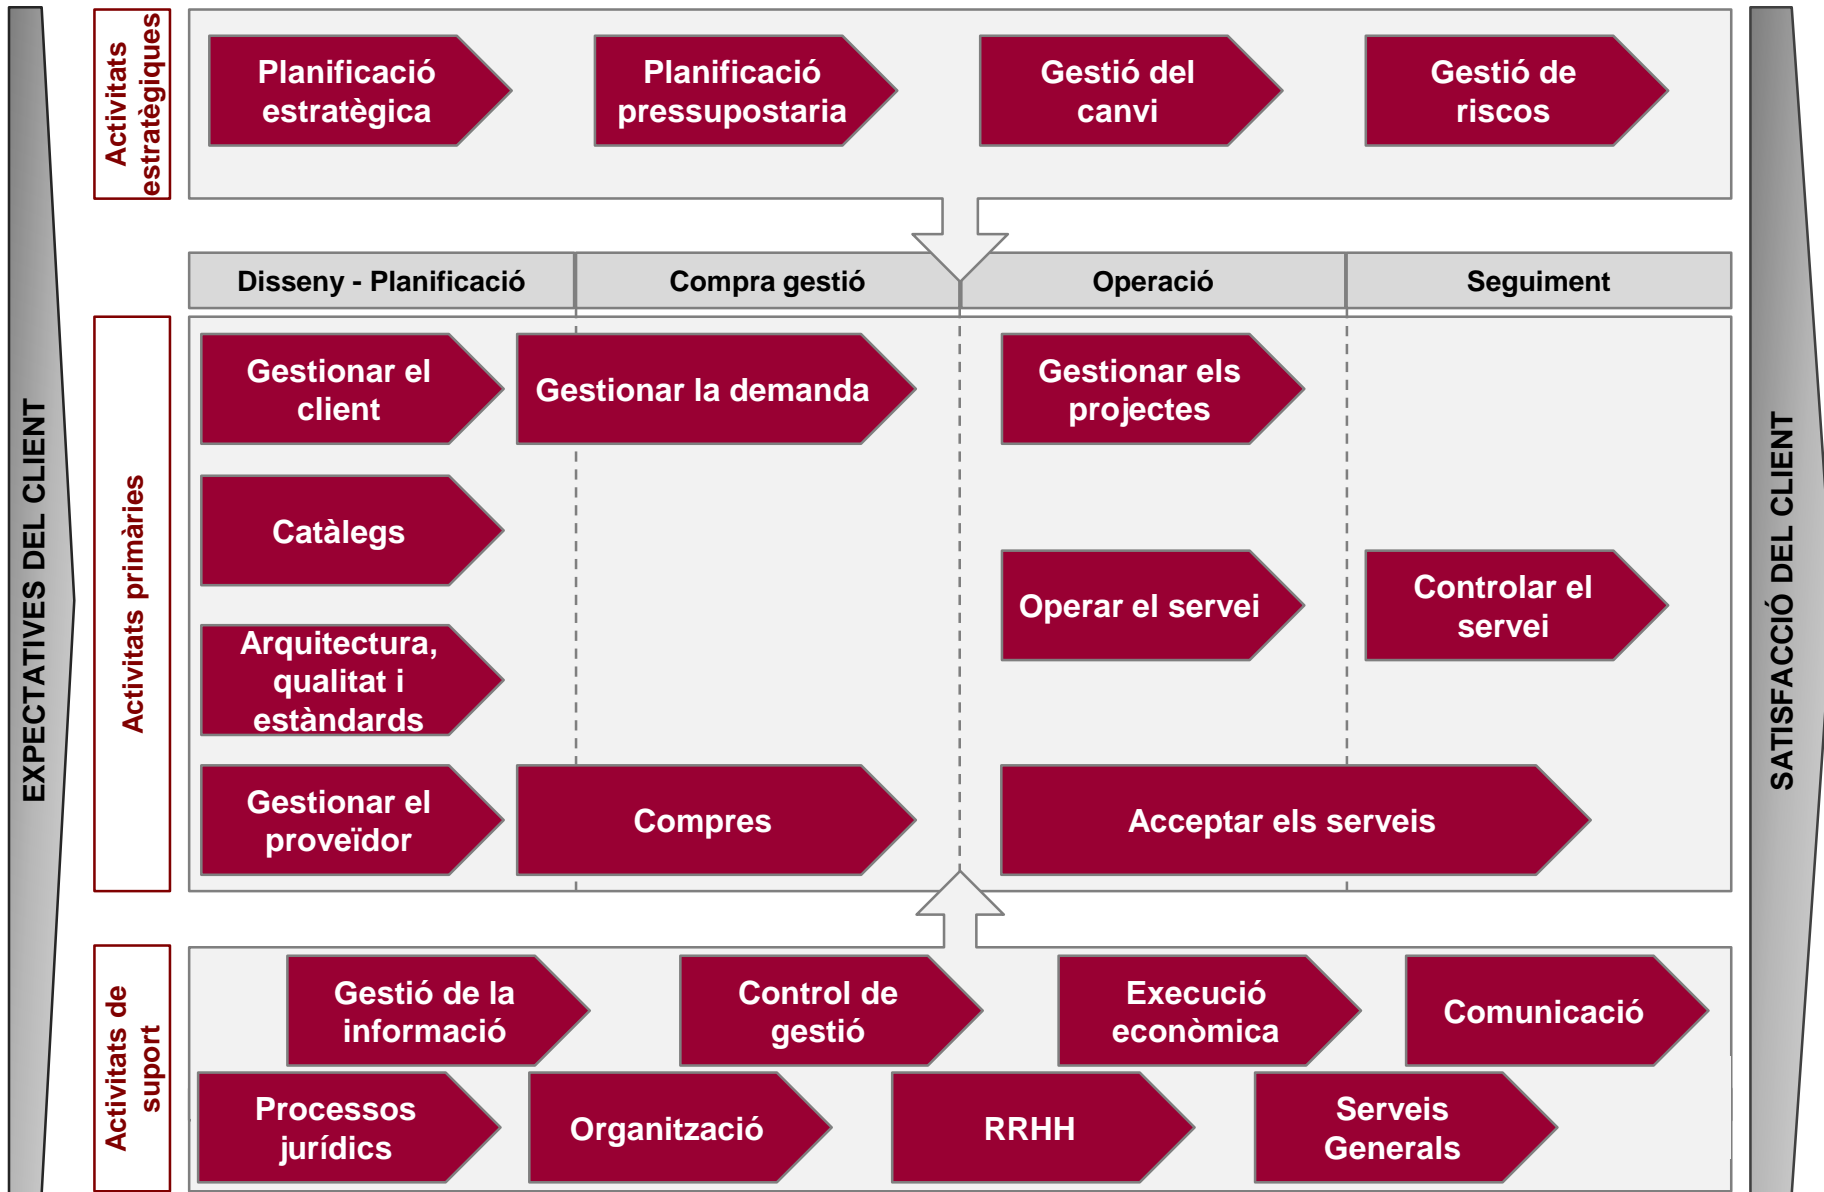 EXPECTATIVES DEL CLIENT
Activitats
estratègiques
Planificació
estratègica
Planificació
pressupostaria
Gestió del
canvi
Gestió de
riscos
Disseny - Planificació
Compra gestió
Operació
Seguiment
Activitats primàries
Gestionar el
client
Gestionar la demanda
Gestionar els
projectes
Catàlegs
Operar el servei
Controlar el
servei
Arquitectura,
qualitat i
estàndards
Gestionar el
proveïdor
Compres
Acceptar els serveis
Activitats de
suport
Gestió de la
informació
Control de
gestió
Execució
econòmica
Comunicació
Processos
jurídics
Organització
RRHH
Serveis
Generals
SATISFACCIÓ DEL CLIENT